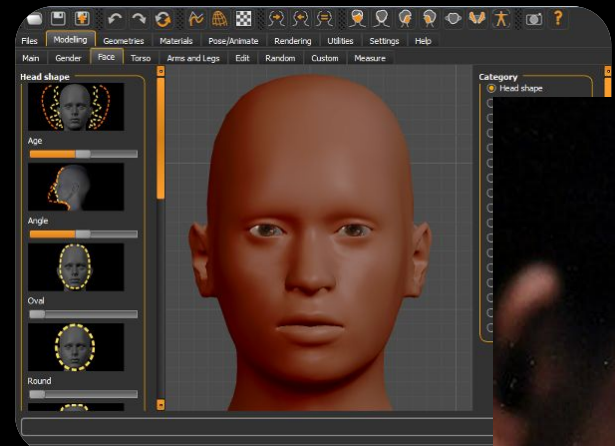 ?
Files Modelling Geometries Materials Pose/Animate Rendering Utilities Settings Help
Main Gender Face Torso Arms and Legs Edit Random Custom Measure
Head shape
Age
Angle
Oval
Round
Category
Head shape